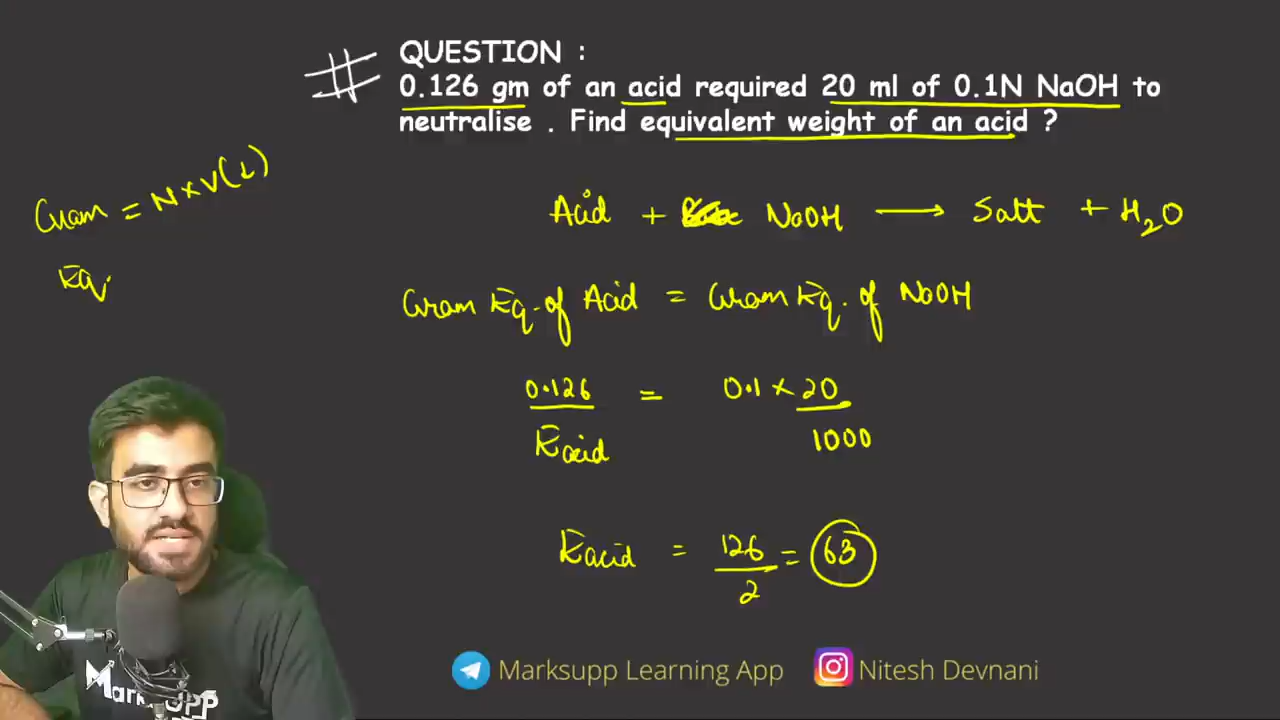 QUESTION :
0.126 gm of an acid required 20 ml of 0.1N NaOH to
neutralise . Find equivalent weight of an acid ?
Gram = N×V(L)
Eq.
Acid + NaOH → Salt + H₂O
Gram Eq. of Acid = Gram Eq. of NaOH
0.126 = 0.1 × 20
Eacid 1000
Eacid = 126 = 63
2
Marksupp Learning App
Nitesh Devnani